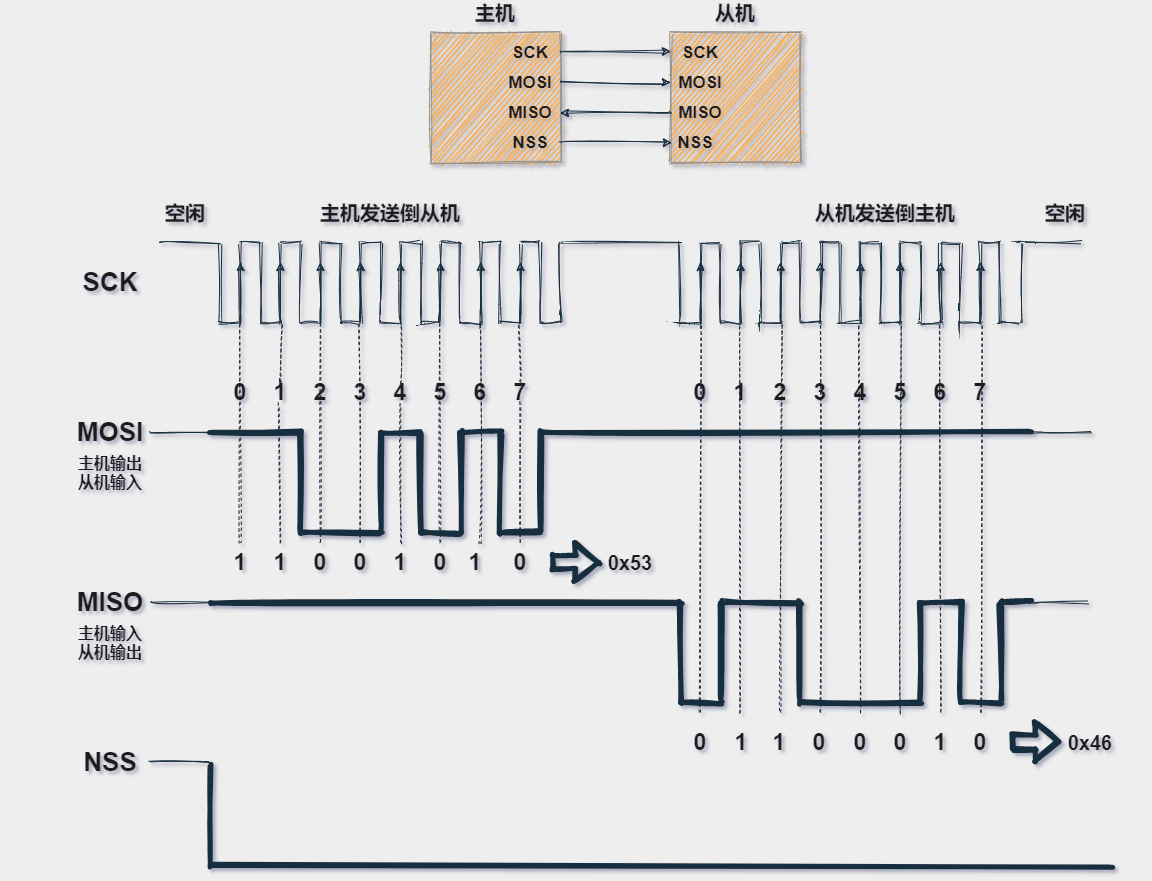 主机 从机
SCK SCK
MOSI MOSI
MISO MISO
NSS NSS
空闲 主机发送倒从机 从机发送倒主机 空闲
SCK
0 1 2 3 4 5 6 7 0 1 2 3 4 5 6 7
MOSI
主机输出
从机输入
1 1 0 0 1 0 1 0 0x53
MISO
主机输入
从机输出
0 1 1 0 0 0 1 0 0x46
NSS